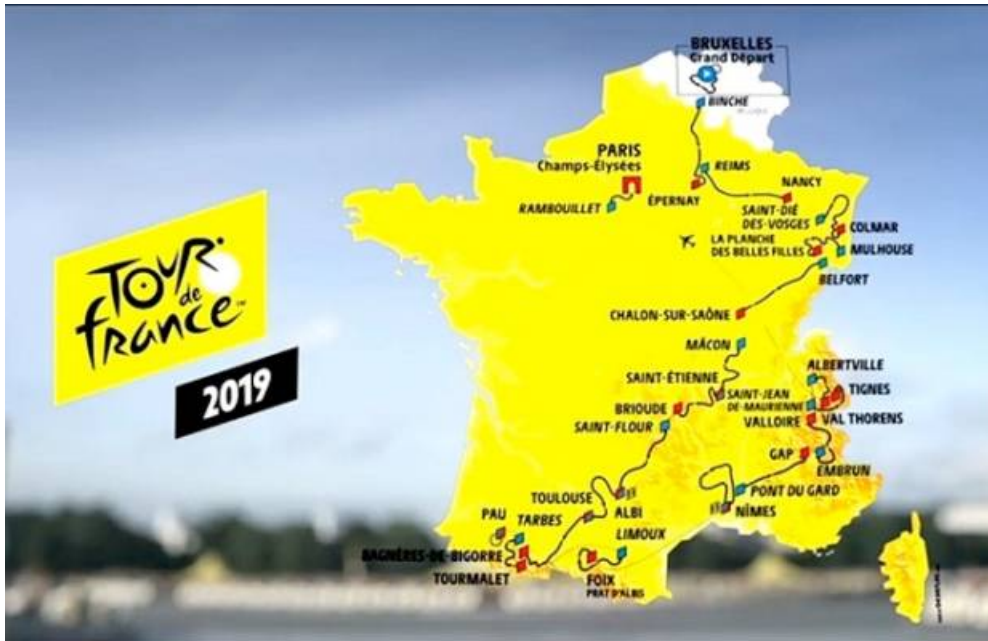 BRUXELLES
Grand Départ
BINCHE
PARIS
Champs-Élysées
REIMS
RAMBOUILLET
ÉPERNAY
NANCY
SAINT-DIÉ
DES-VOSGES
COLMAR
LA PLANCHE
DES BELLES FILLES
MULHOUSE
BELFORT
TOUR
de
france
2019
CHALON-SUR-SAÔNE
MÂCON
ALBERTVILLE
SAINT-ÉTIENNE
TIGNES
SAINT-JEAN
DE-MAURIENNE
BRIOUDE
VAL THORENS
SAINT-FLOUR
VALLOIRE
GAP
EMBRUN
PONT DU GARD
TOULOUSE
ALBI
NÎMES
PAU
TARBES
LIMOUX
BAGNÈRES-DE-BIGORRE
TOURMALET
FOIX
PRAT D'ALBIS